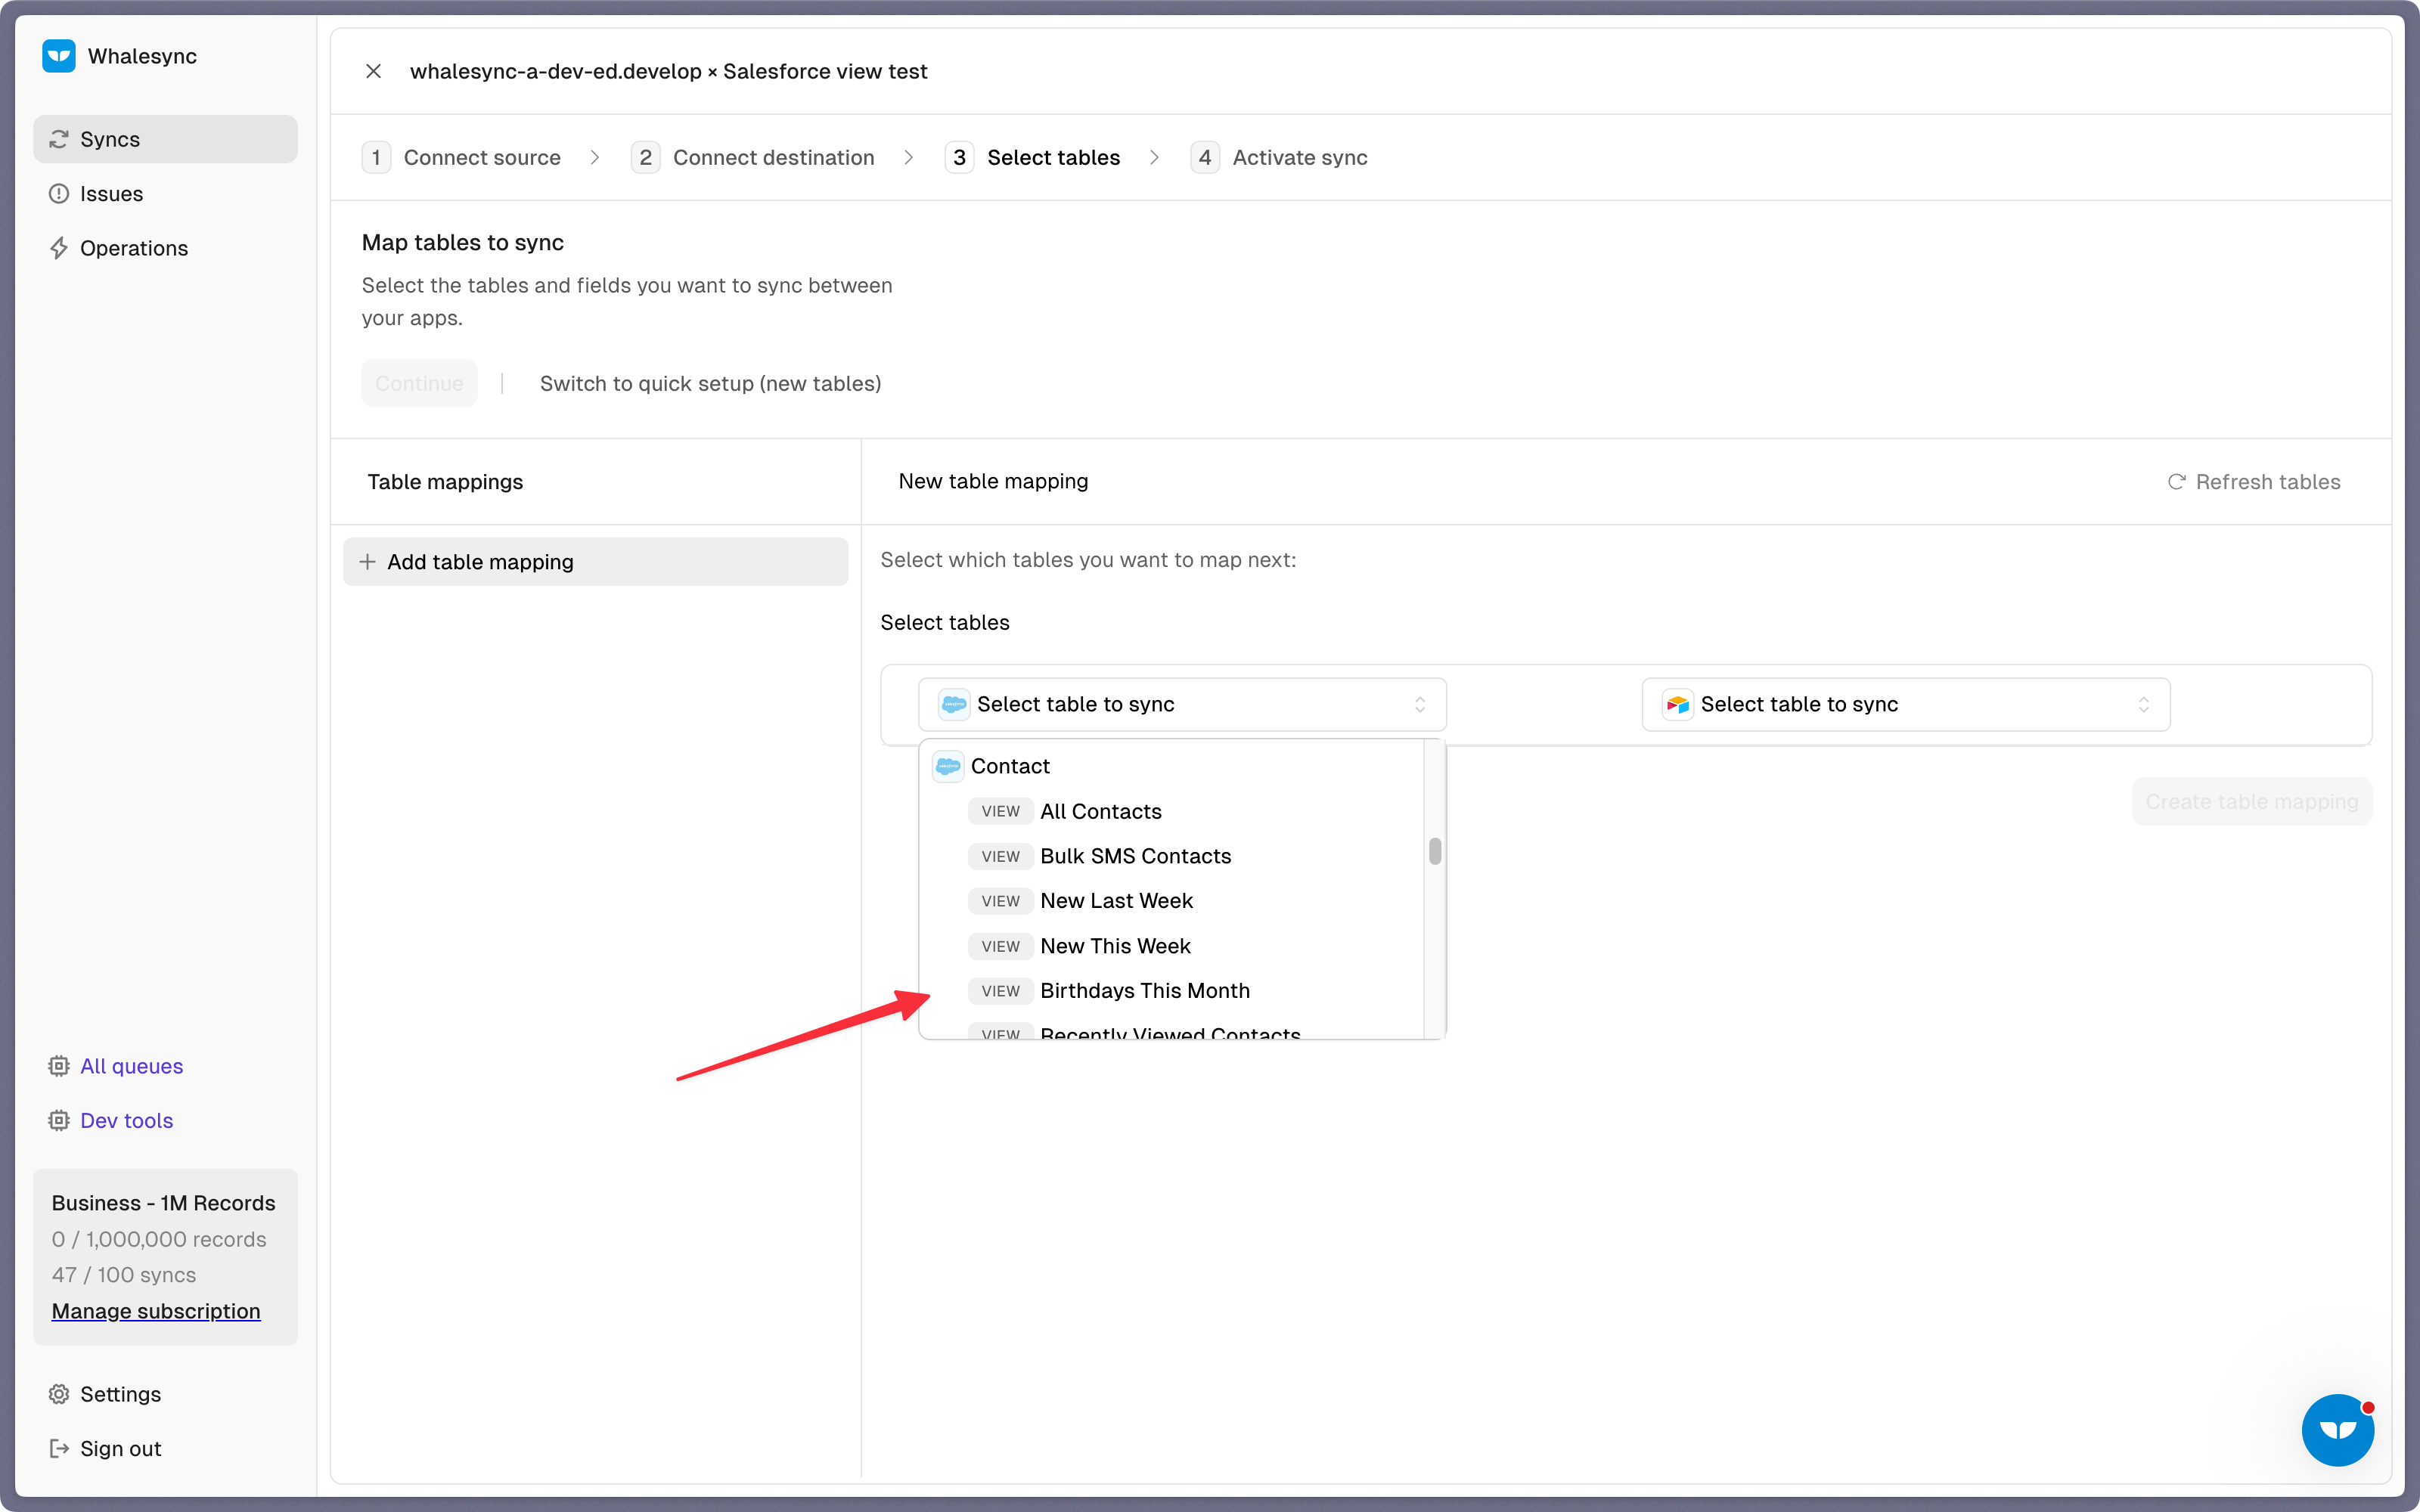 Whalesync
Syncs
Issues
Operations
All queues
Dev tools
Business - 1M Records
0 / 1,000,000 records
47 / 100 syncs
Manage subscription
Settings
Sign out
whalesync-a-dev-ed.develop × Salesforce view test
1 Connect source
2 Connect destination
3 Select tables
4 Activate sync
Map tables to sync
Select the tables and fields you want to sync between
your apps.
Continue
Switch to quick setup (new tables)
Table mappings
Add table mapping
New table mapping
Refresh tables
Select which tables you want to map next:
Select tables
Select table to sync
Select table to sync
Contact
VIEW All Contacts
VIEW Bulk SMS Contacts
VIEW New Last Week
VIEW New This Week
VIEW Birthdays This Month
VIEW Recently Viewed Contacts
Create table mapping